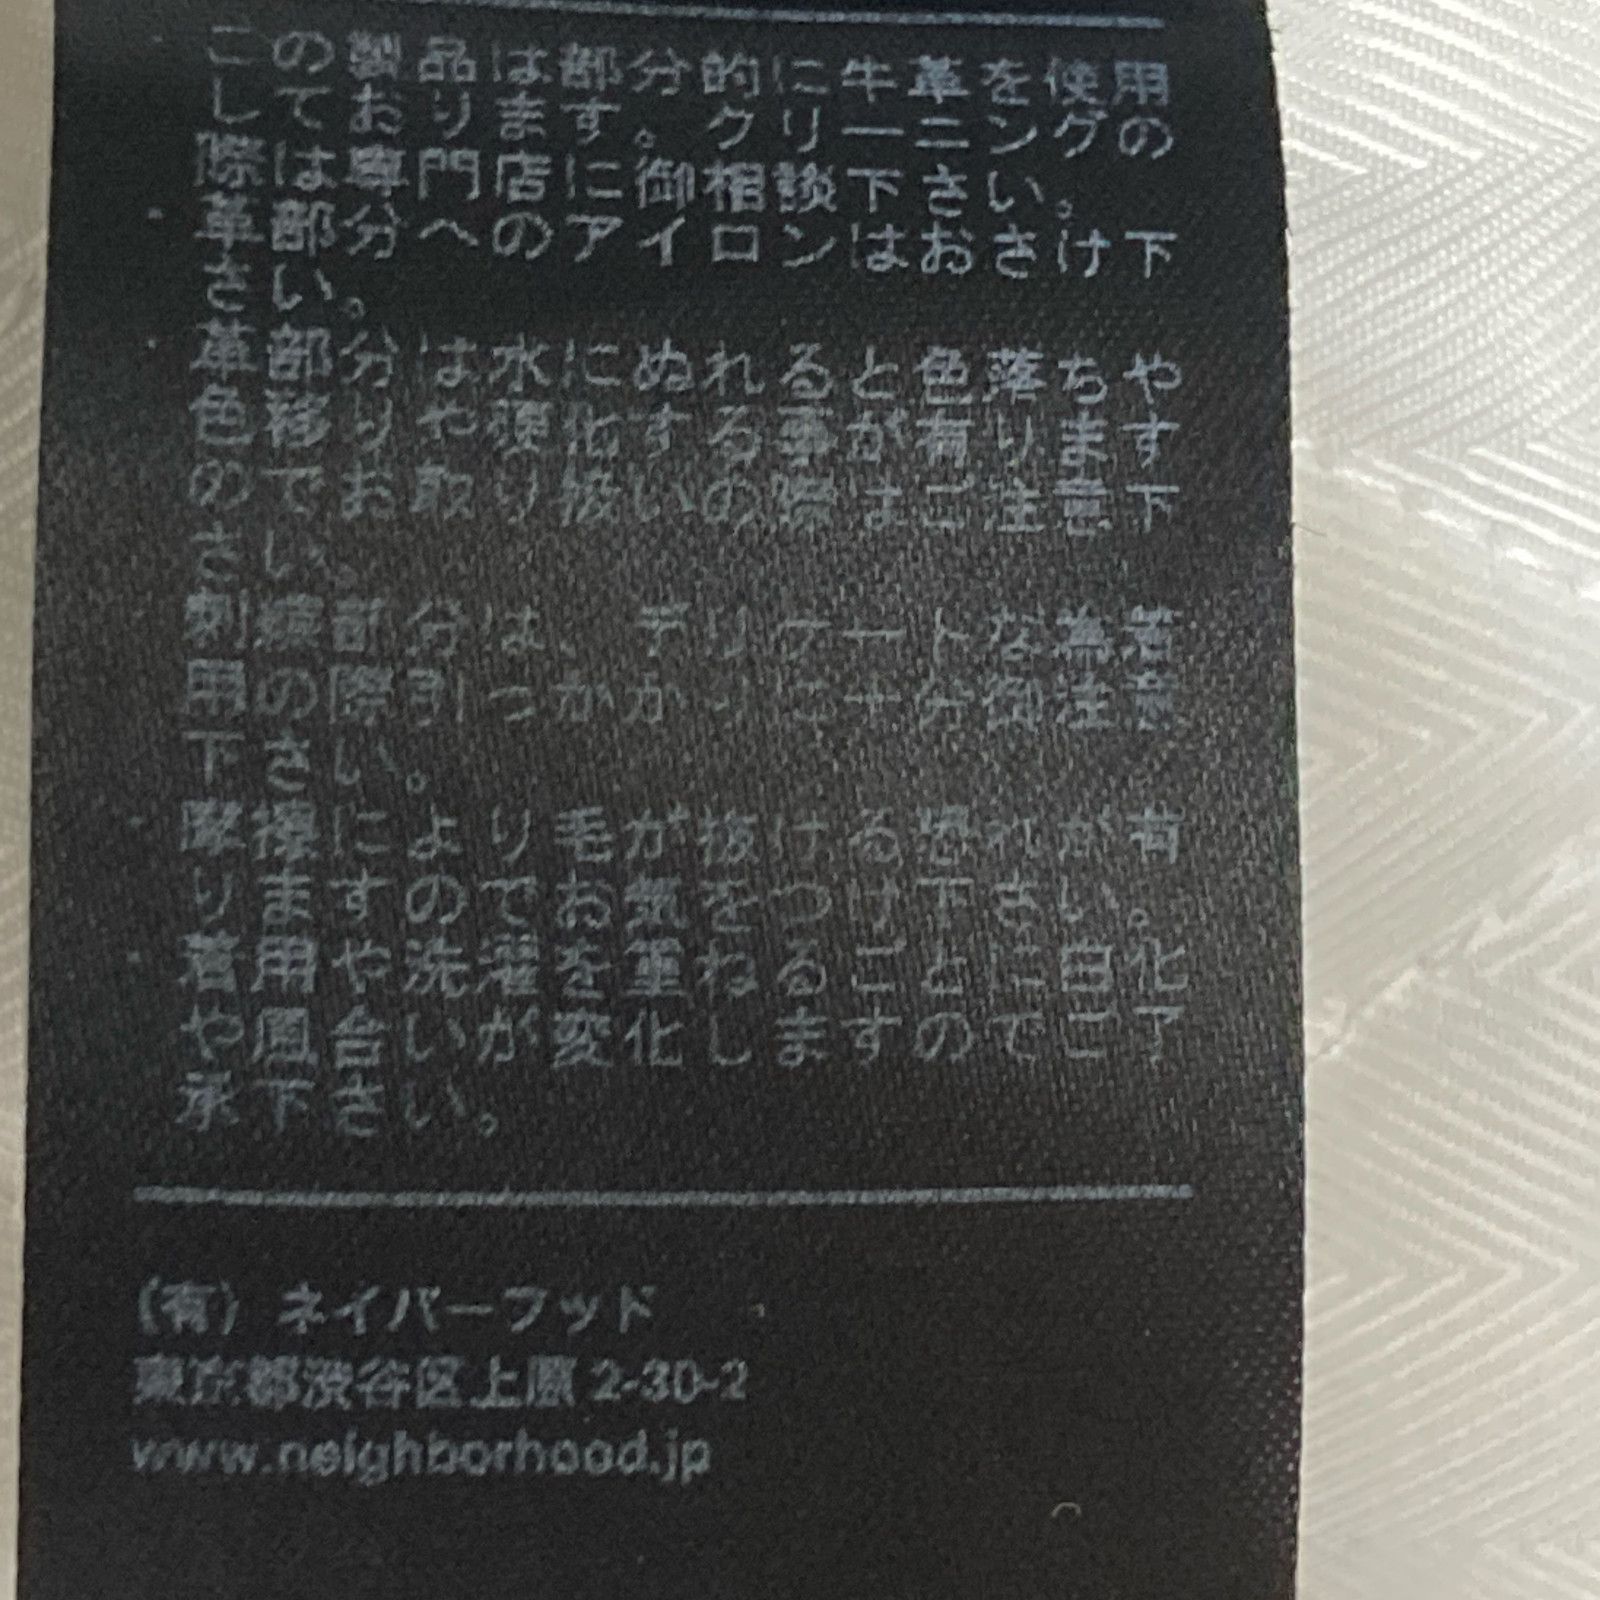 この製品は部分的に牛革を使用
しております。クリーニングの
際は専門店に御相談下さい。
・革部分へのアイロンはおさけ下
さい。
・革部分は水にぬれると色落ちや
色移りや硬化する事が有ります
のでお取り扱いの際はご注意下
さい。
刺繍部分は、デリケートな為着
用の際引っかかりに十分御注意
下さい。
・摩擦により毛が抜ける恐れが有
りますのでお気をつけ下さい。
・着用や洗濯を重ねるごとに白化
や風合いが変化しますのでご了
承下さい。
(有) ネイバーフッド
東京都渋谷区上原 2-30-2
www.neighborhood.jp